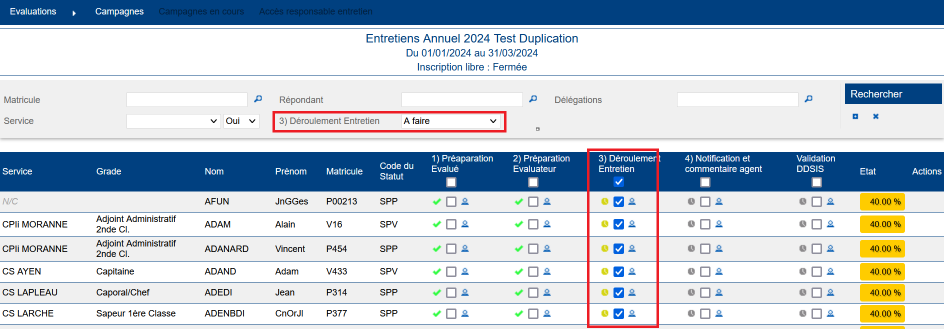 Evaluations Campagnes Campagnes en cours Accès responsable entretien
Entretiens Annuel 2024 Test Duplication
Du 01/01/2024 au 31/03/2024
Inscription libre : Fermée
Matricule Répondant Délégations Rechercher
Service Oui 3) Déroulement Entretien A faire
Service Grade Nom Prénom Matricule Code du Statut 1) Préparation Evalué 2) Préparation Evaluateur 3) Déroulement Entretien 4) Notification et commentaire agent Validation DDSIS Etat Actions
N/C AFUN JnGGes P00213 SPP 40.00 %
CPIi MORANNE Adjoint Administratif 2nde Cl. ADAM Alain V16 SPV 40.00 %
CPIi MORANNE Adjoint Administratif 2nde Cl. ADANARD Vincent P454 SPP 40.00 %
CS AYEN Capitaine ADAND Adam V433 SPV 40.00 %
CS LAPLEAU Caporal/Chef ADEDI Jean P314 SPP 40.00 %
CS LARCHE Sapeur 1ère Classe ADENBDI CnOrJl P377 SPP 40.00 %